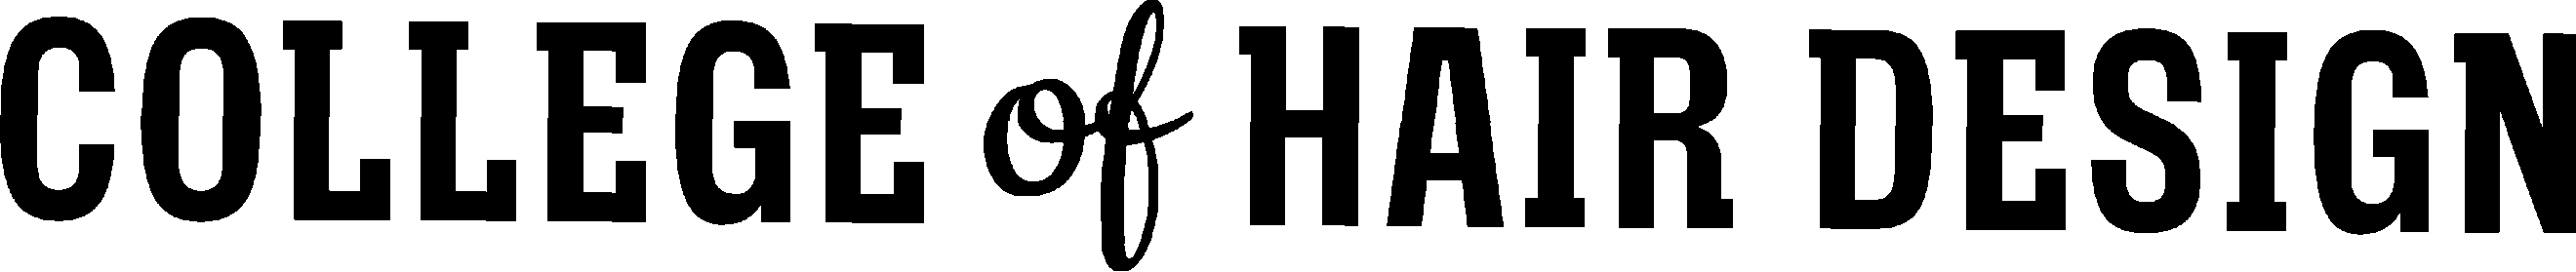 COLLEGE of HAIR DESIGN